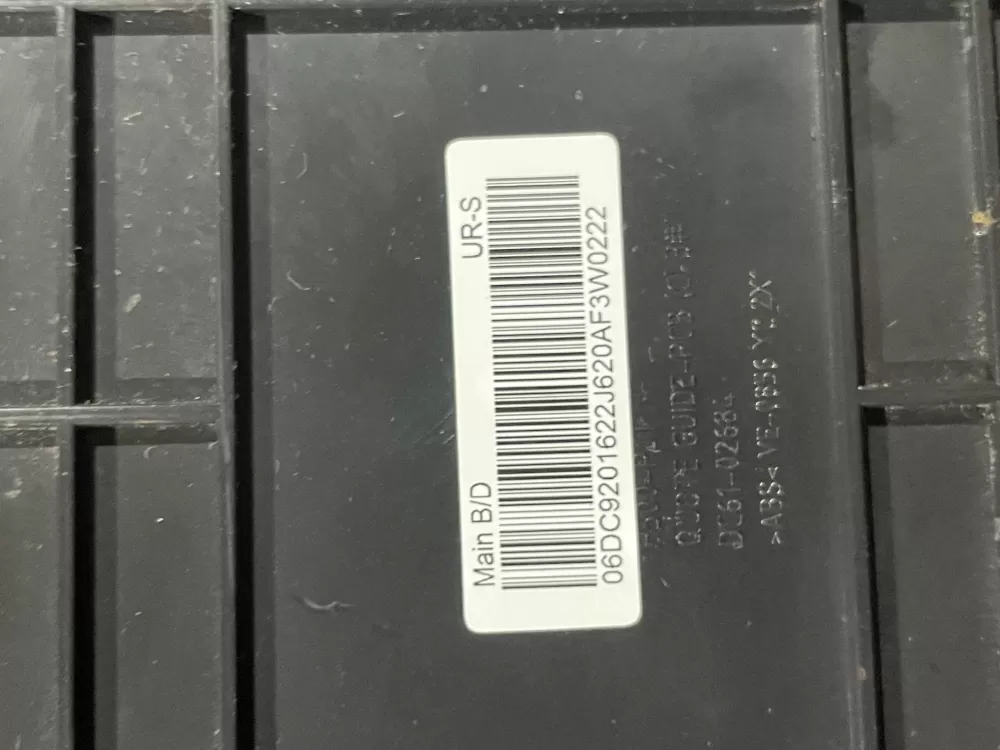 Main B/D UR-S
06DC9201622J620AF3W0222
GUIDE-PCB
DC61-02684
>ABS<